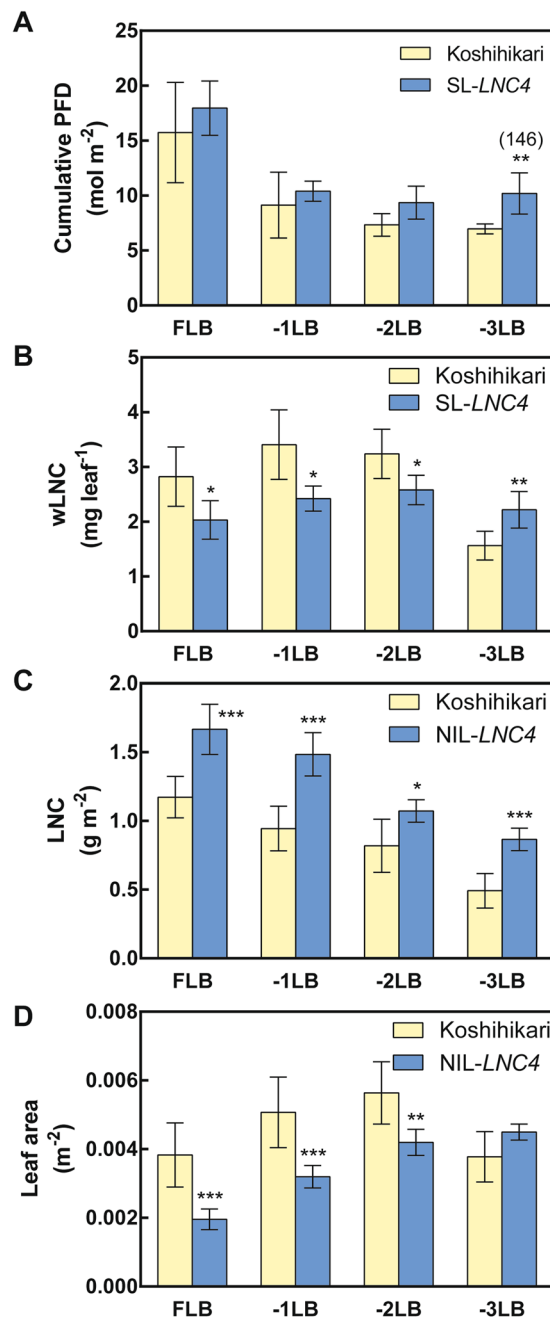 A
Koshihikari
SL-LNC4
Cumulative PFD
(mol m-2)
25
20
15
10
5
0
(146)
**
FLB -1LB -2LB -3LB
B
Koshihikari
SL-LNC4
wLNC
(mg leaf-1)
5
4
3
2
1
0
* * * **
FLB -1LB -2LB -3LB
C
Koshihikari
NIL-LNC4
LNC
(g m-2)
2.0
1.5
1.0
0.5
0.0
*** *** * ***
FLB -1LB -2LB -3LB
D
Koshihikari
NIL-LNC4
Leaf area
(m-2)
0.008
0.006
0.004
0.002
0.000
*** *** **
FLB -1LB -2LB -3LB